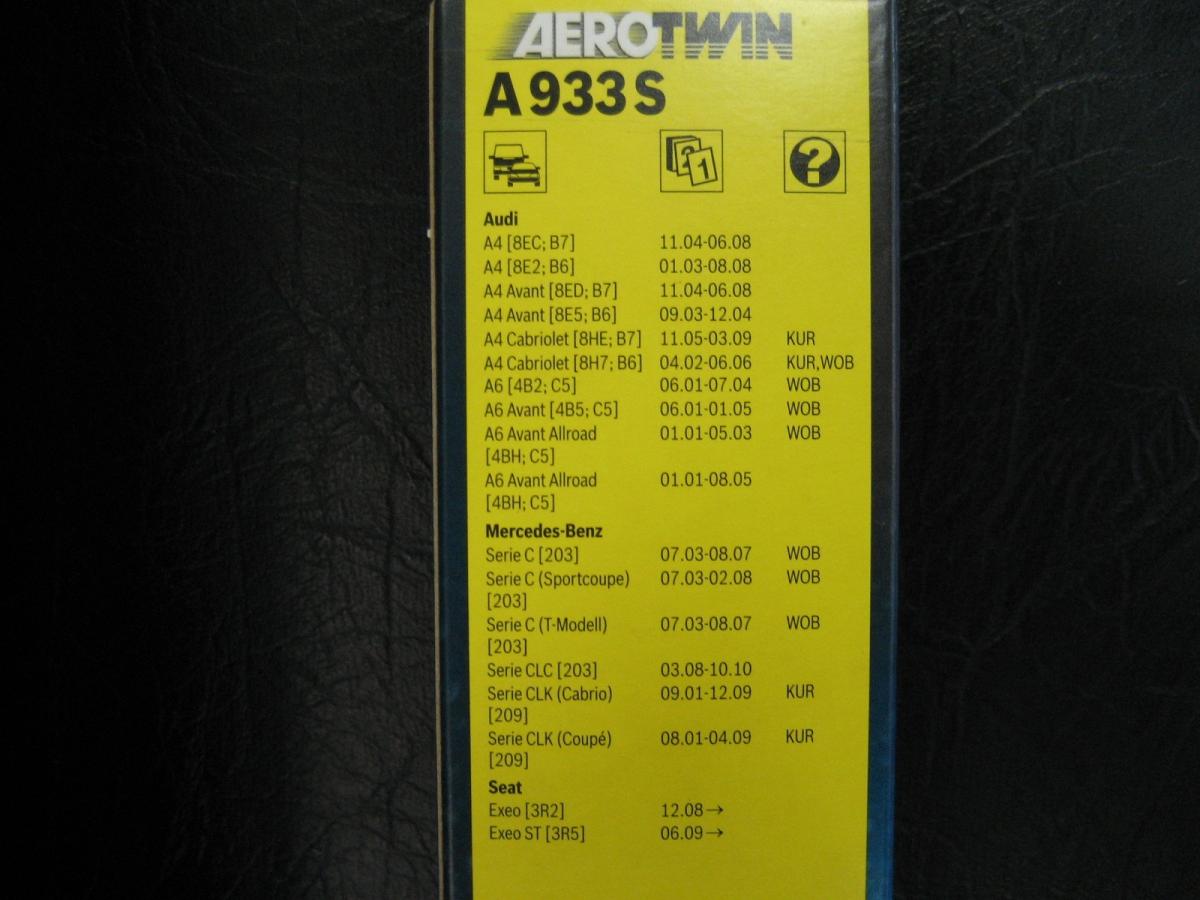 AEROTWIN
A933S
2 1 ?
Audi
A4 [8EC; B7] 11.04-06.08
A4 [8E2; B6] 01.03-08.08
A4 Avant [8ED; B7] 11.04-06.08
A4 Avant [8E5; B6] 09.03-12.04
A4 Cabriolet [8HE; B7] 11.05-03.09 KUR
A4 Cabriolet [8H7; B6] 04.02-06.06 KUR,WOB
A6 [4B2; C5] 06.01-07.04 WOB
A6 Avant [4B5; C5] 06.01-01.05 WOB
A6 Avant Allroad 01.01-05.03 WOB
[4BH; C5]
A6 Avant Allroad 01.01-08.05
[4BH; C5]
Mercedes-Benz
Serie C [203] 07.03-08.07 WOB
Serie C (Sportcoupe) 07.03-02.08 WOB
[203]
Serie C (T-Modell) 07.03-08.07 WOB
[203]
Serie CLC [203] 03.08-10.10
Serie CLK (Cabrio) 09.01-12.09 KUR
[209]
Serie CLK (Coupé) 08.01-04.09 KUR
[209]
Seat
Exeo [3R2] 12.08→
Exeo ST [3R5] 06.09→